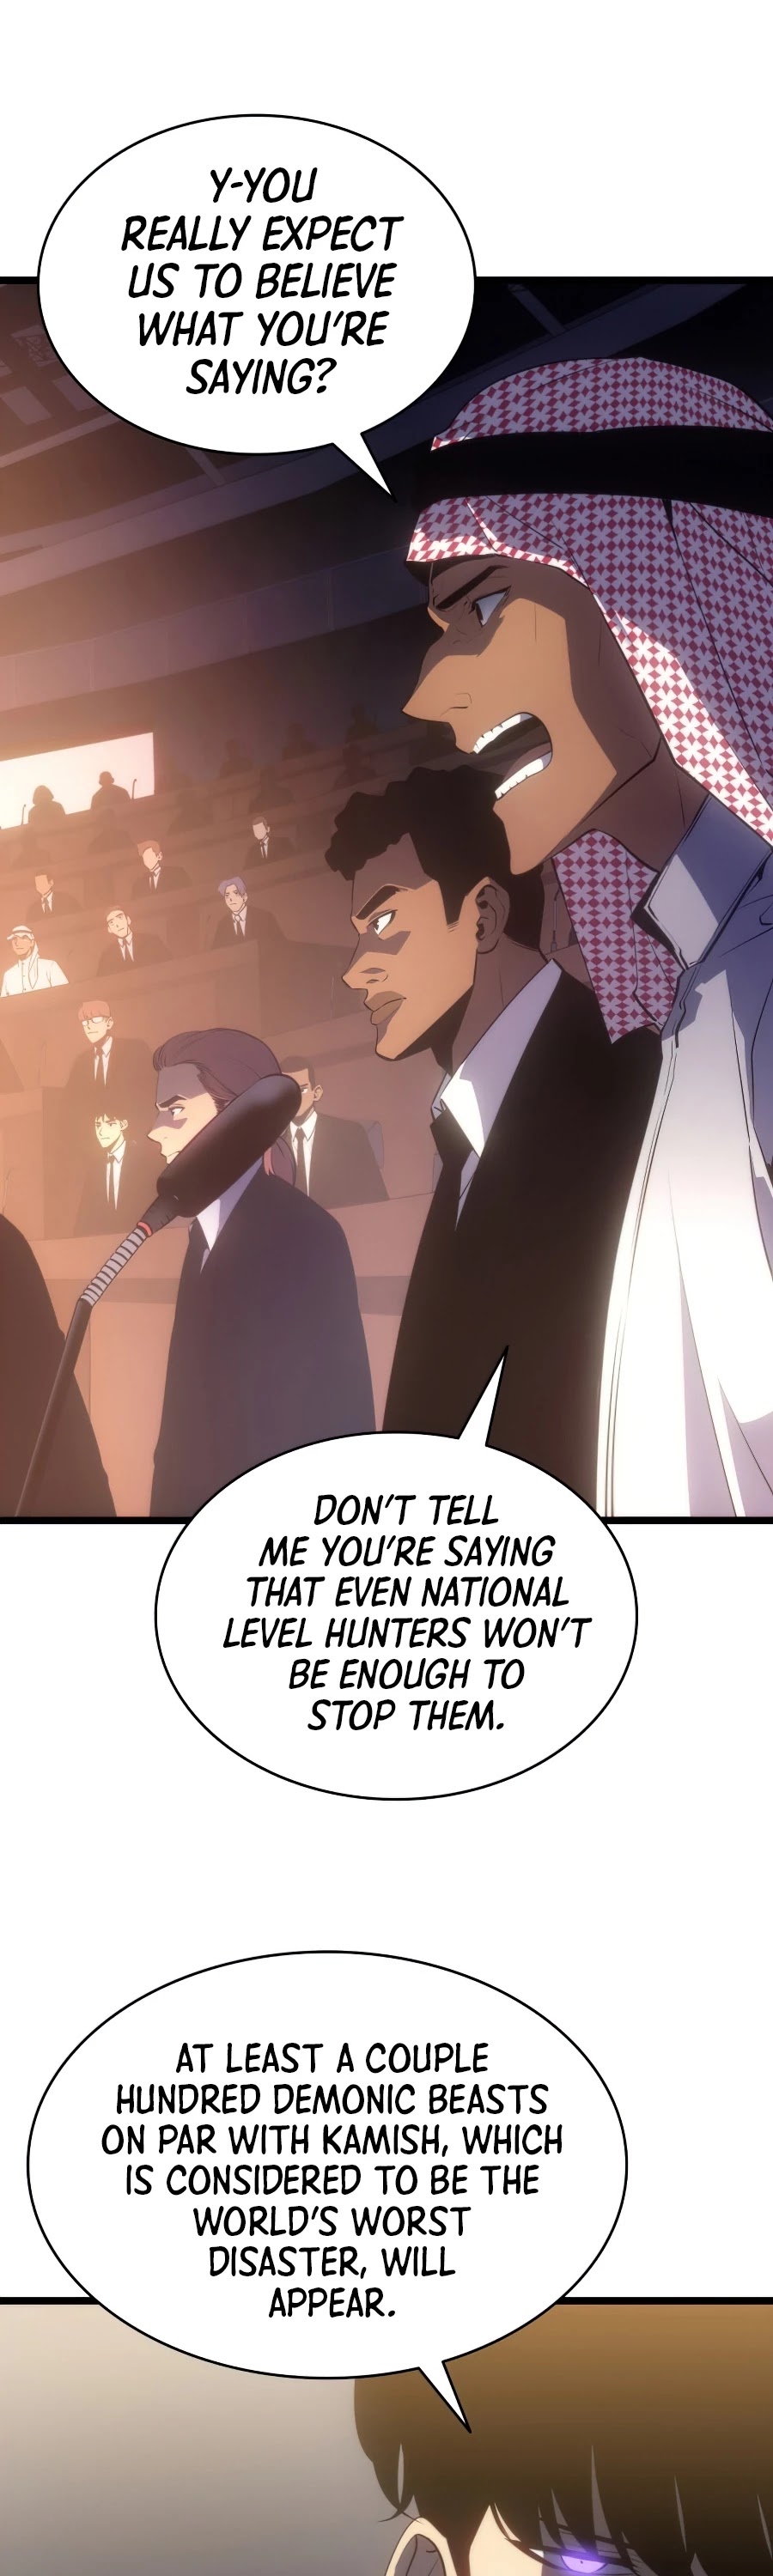 Y-YOU
REALLY EXPECT
US TO BELIEVE
WHAT YOU'RE
SAYING?
DON'T TELL
ME YOU'RE SAYING
THAT EVEN NATIONAL
LEVEL HUNTERS WON'T
BE ENOUGH TO
STOP THEM.
AT LEAST A COUPLE
HUNDRED DEMONIC BEASTS
ON PAR WITH KAMISH, WHICH
IS CONSIDERED TO BE THE
WORLD'S WORST
DISASTER, WILL
APPEAR.